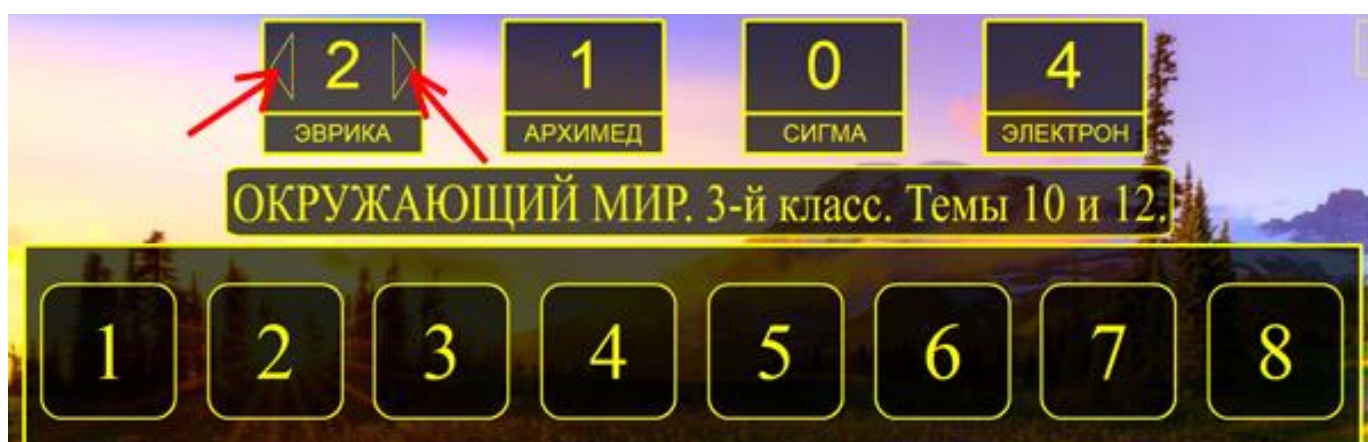 2 1 0 4
ЭВРИКА АРХИМЕД СИГМА ЭЛЕКТРОН
ОКРУЖАЮЩИЙ МИР. 3-й класс. Темы 10 и 12.
1 2 3 4 5 6 7 8